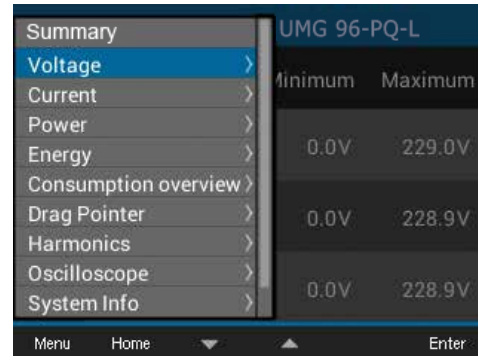 Summary
UMG 96-PQ-L
Voltage
Minimum Maximum
Current
Power
Energy
0.0V 229.0V
Consumption overview
Drag Pointer
0.0V 228.9V
Harmonics
Oscilloscope
0.0V 228.9V
System Info
Menu Home Enter